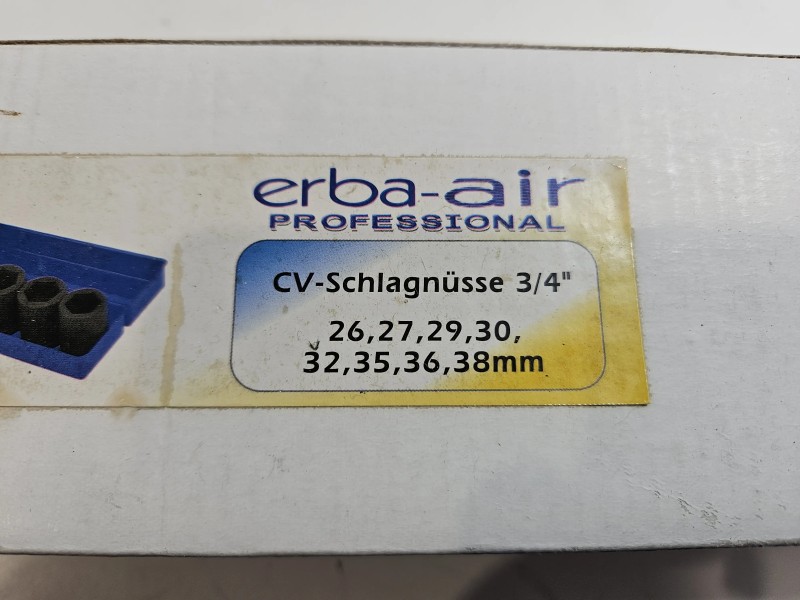 erba-air
PROFESSIONAL
CV-Schlagnüsse 3/4"
26,27,29,30,
32,35,36,38mm